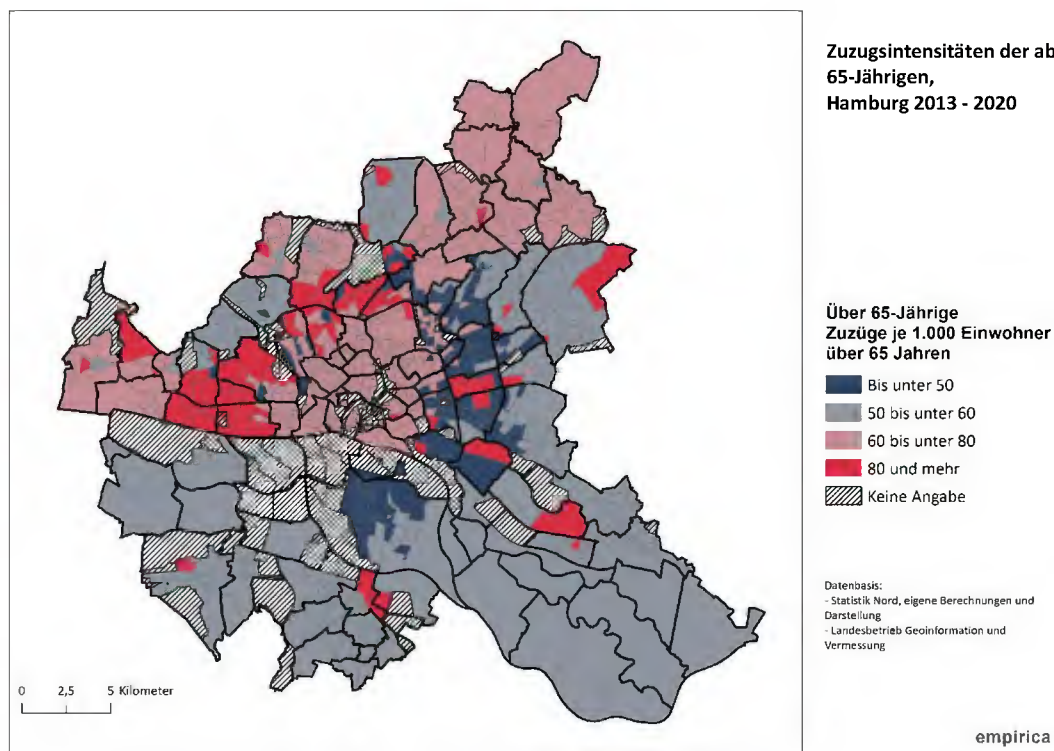 Zuzugsintensitäten der ab
65-Jährigen,
Hamburg 2013 - 2020
Über 65-Jährige
Zuzüge je 1.000 Einwohner
über 65 Jahren
Bis unter 50
50 bis unter 60
60 bis unter 80
80 und mehr
Keine Angabe
Datenbasis:
- Statistik Nord, eigene Berechnungen und
Darstellung
- Landesbetrieb Geoinformation und
Vermessung
0 2,5 5 Kilometer
empirica